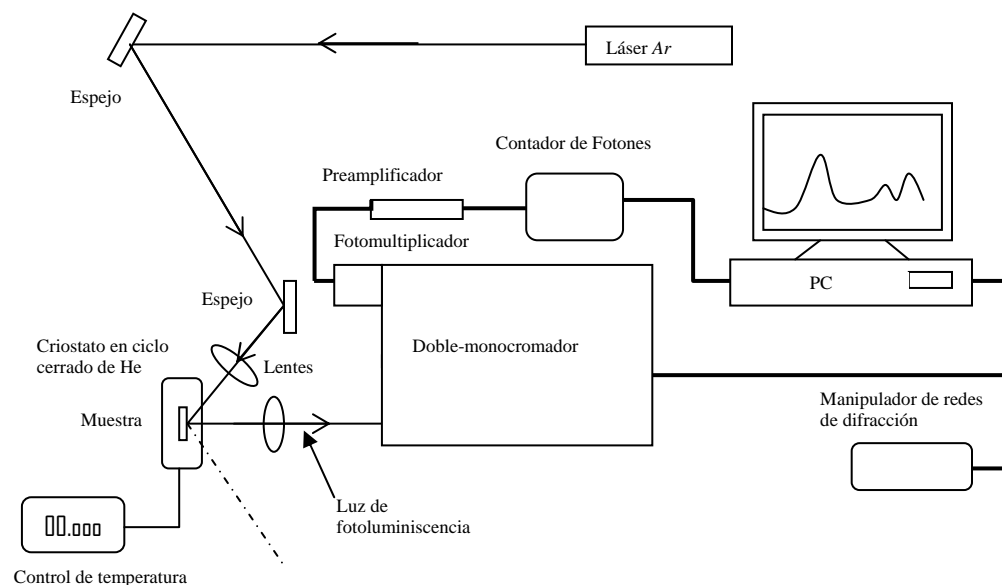 Láser Ar
Espejo
Contador de Fotones
Preamplificador
Fotomultiplicador
Espejo
PC
Doble-monocromador
Criostato en ciclo
cerrado de He
Lentes
Muestra
Manipulador de redes
de difracción
Luz de
fotoluminiscencia
00.000
Control de temperatura